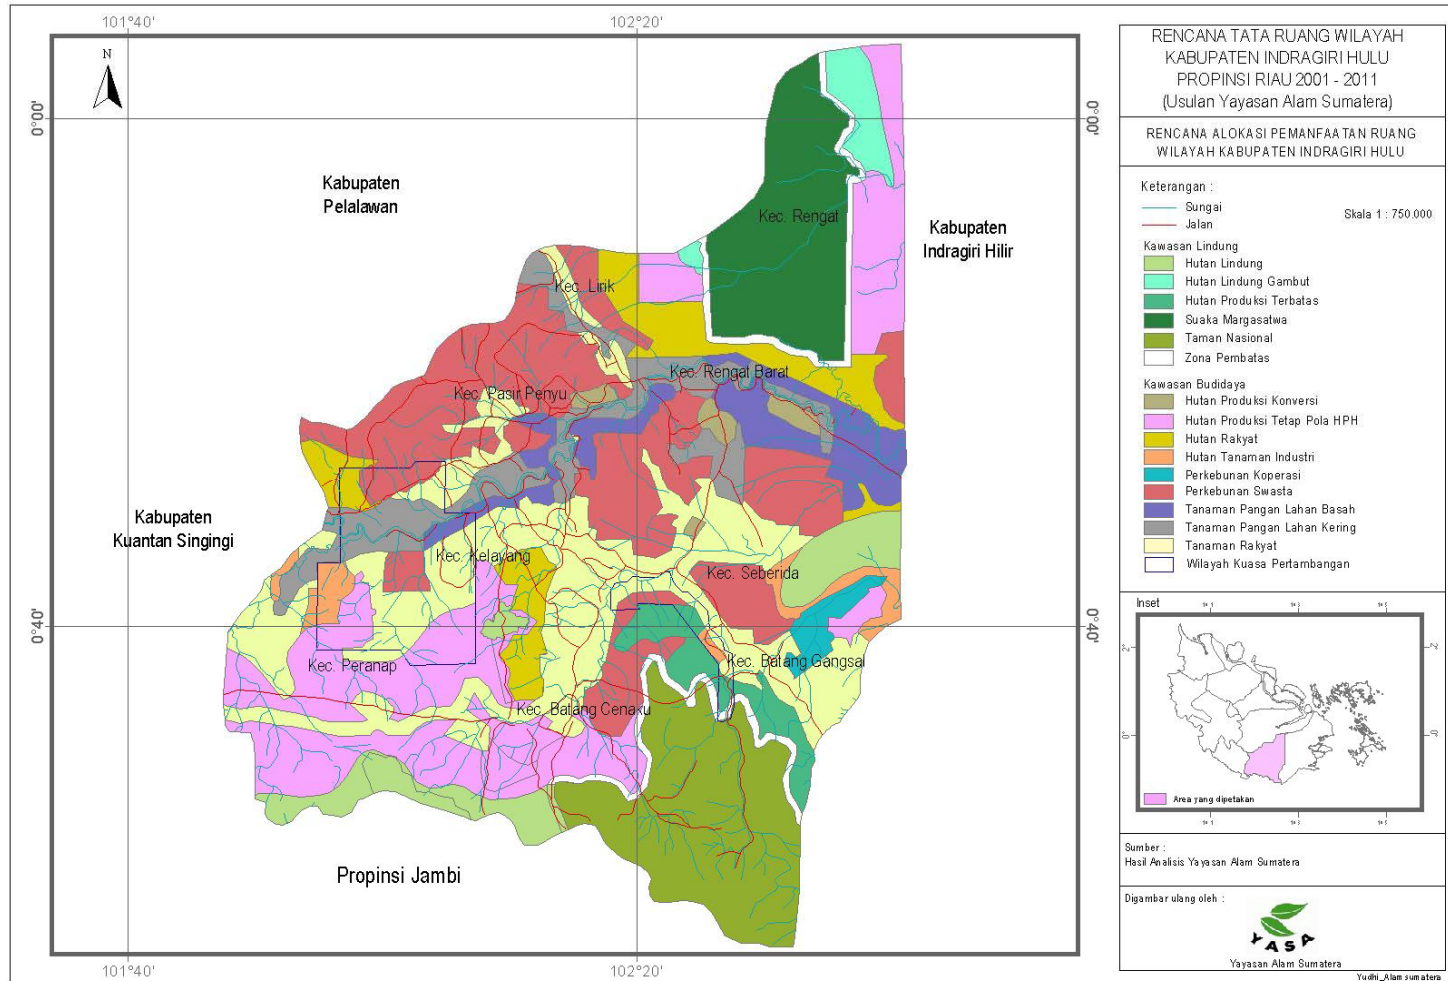 101°40'
102°20'
N
0°00'
0°00'
Kabupaten
Pelalawan
Kec. Rengat
Kabupaten
Indragiri Hilir
Kec. Lirik
Kec. Rengat Barat
Kec. Pasir Penyu
Kabupaten
Kuantan Singingi
Kec. Kelayang
Kec. Seberida
0°40'
0°40'
Kec. Peranap
Kec. Batang Gangsal
Kec. Batang Cenaku
Propinsi Jambi
101°40'
102°20'
RENCANA TATA RUANG WILAYAH
KABUPATEN INDRAGIRI HULU
PROPINSI RIAU 2001 - 2011
(Usulan Yayasan Alam Sumatera)
RENCANA ALOKASI PEMANFAATAN RUANG
WILAYAH KABUPATEN INDRAGIRI HULU
Keterangan :
Sungai
Skala 1 : 750.000
Jalan
Kawasan Lindung
Hutan Lindung
Hutan Lindung Gambut
Hutan Produksi Terbatas
Suaka Margasatwa
Taman Nasional
Zona Pembatas
Kawasan Budidaya
Hutan Produksi Konversi
Hutan Produksi Tetap Pola HPH
Hutan Rakyat
Hutan Tanaman Industri
Perkebunan Koperasi
Perkebunan Swasta
Tanaman Pangan Lahan Basah
Tanaman Pangan Lahan Kering
Tanaman Rakyat
Wilayah Kuasa Pertambangan
Inset
Area yang dipetakan
Sumber :
Hasil Analisis Yayasan Alam Sumatera
Digambar ulang oleh :
YASA
Yayasan Alam Sumatera
Yudhi_Alam sumatera